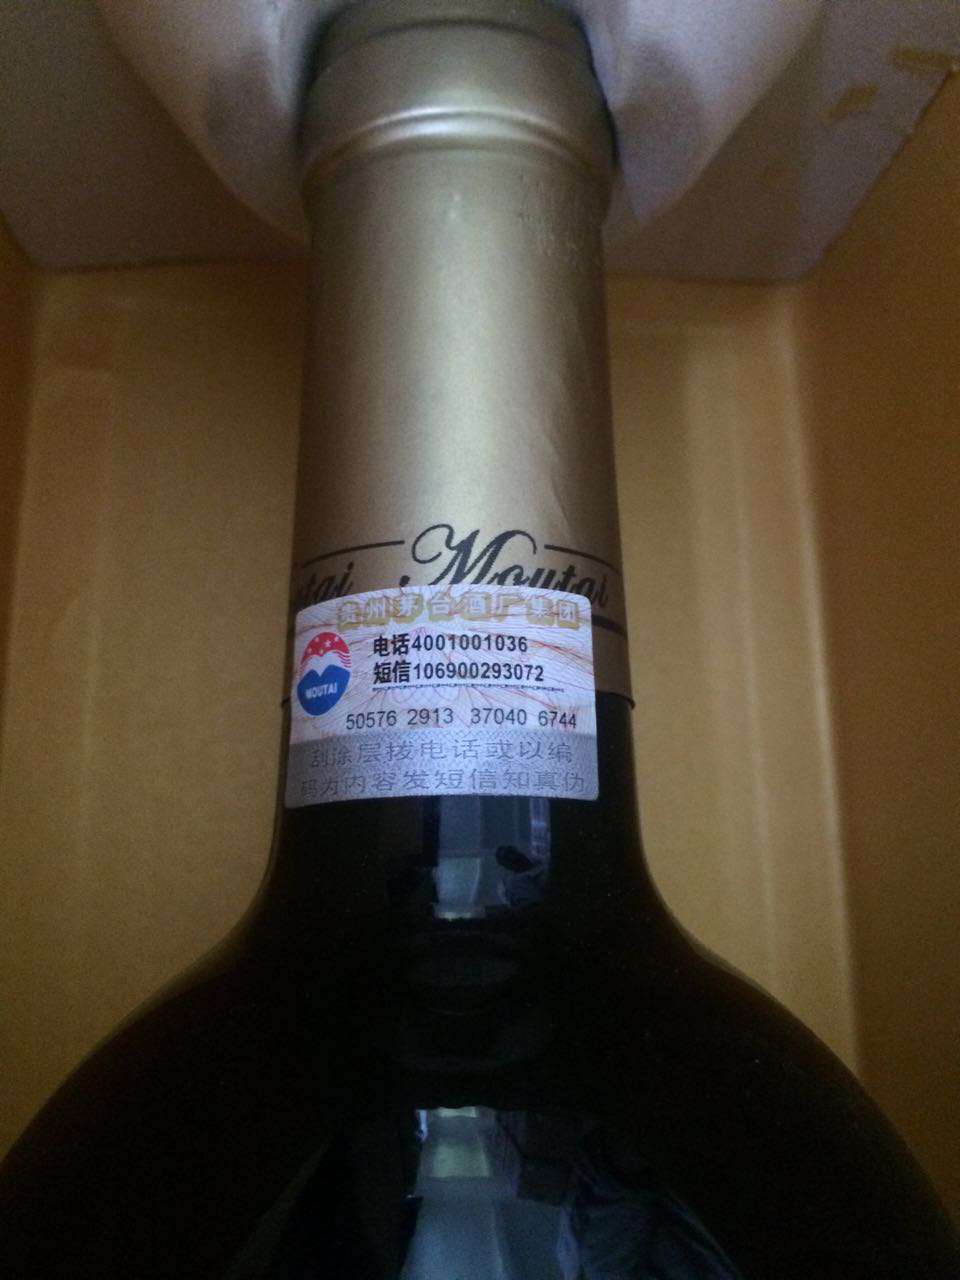 tai Moutai
贵州茅台酒厂集团
电话4001001036
短信106900293072
MOUTAI
50576 2913 37040 6744
刮涂层拨电话或以编
码为内容发短信知真伪